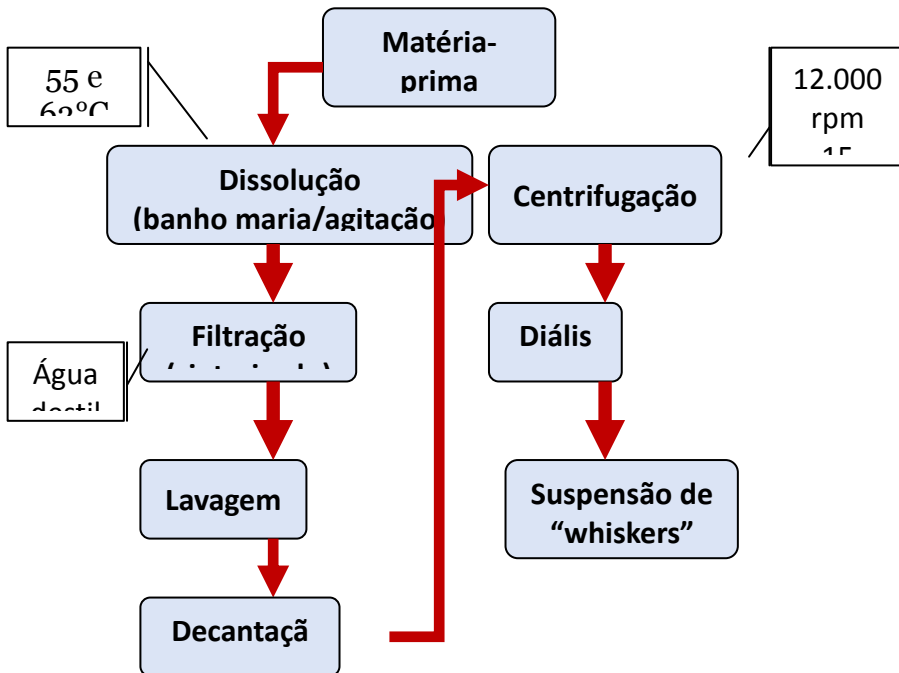 Matéria-
prima
55 e
12.000
rpm
Dissolução
(banho maria/agitação)
Centrifugação
Filtração
Água
Diális
Lavagem
Suspensão de
“whiskers”
Decantaçã